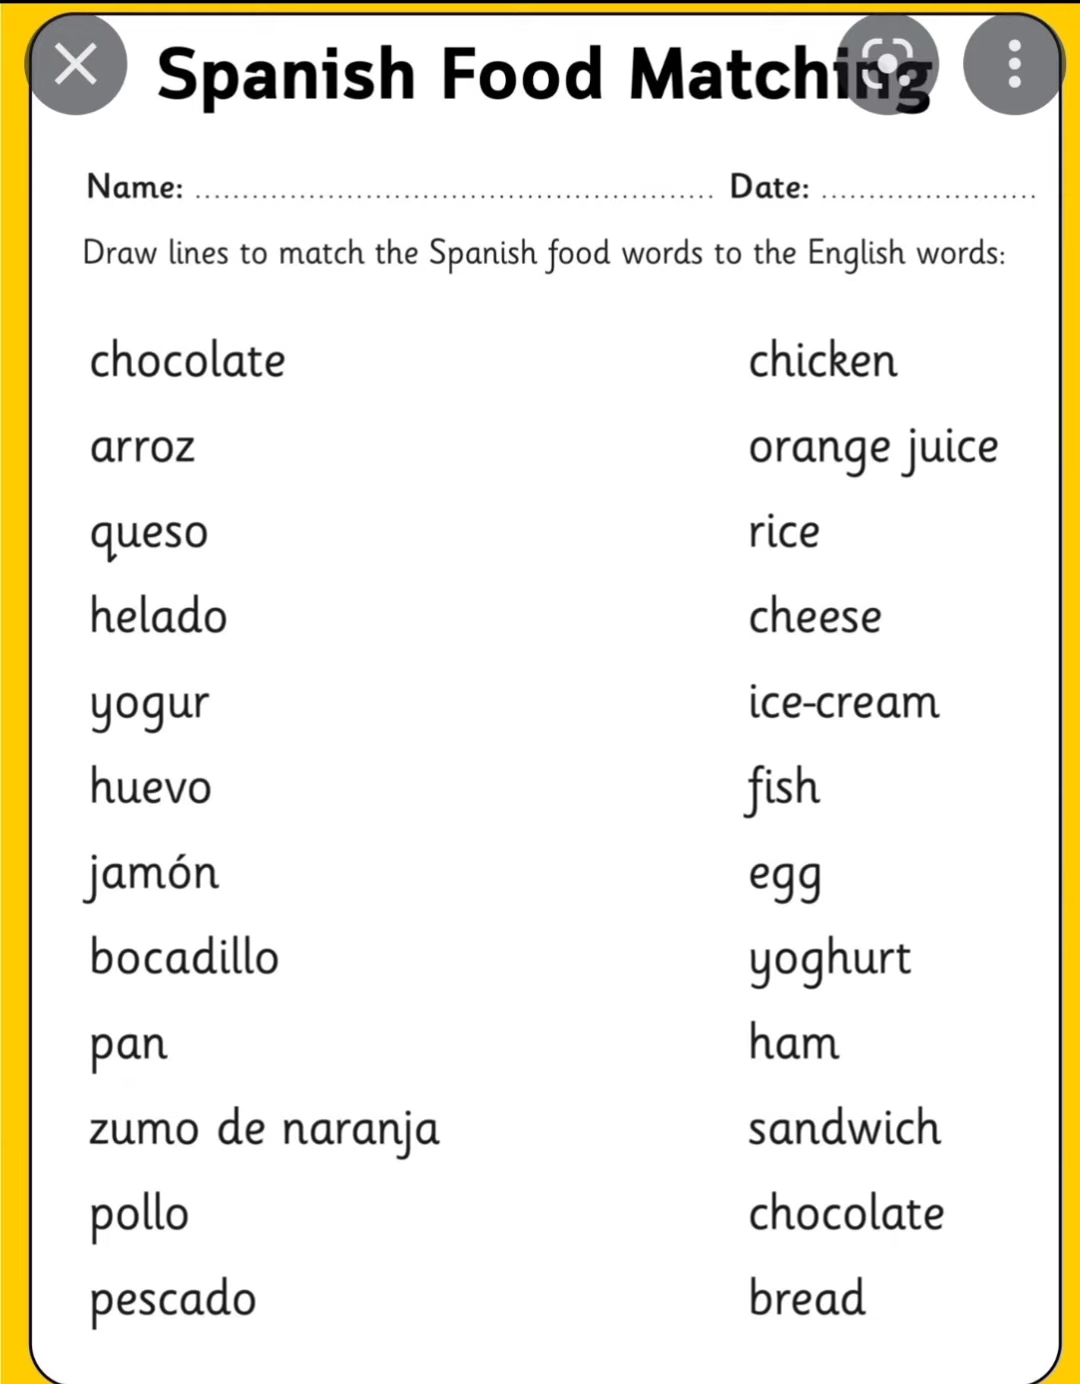 Spanish Food Matching
Name: ........................................................ Date: .......................
Draw lines to match the Spanish food words to the English words:
chocolate chicken
arroz orange juice
queso rice
helado cheese
yogur ice-cream
huevo fish
jamón egg
bocadillo yoghurt
pan ham
zumo de naranja sandwich
pollo chocolate
pescado bread